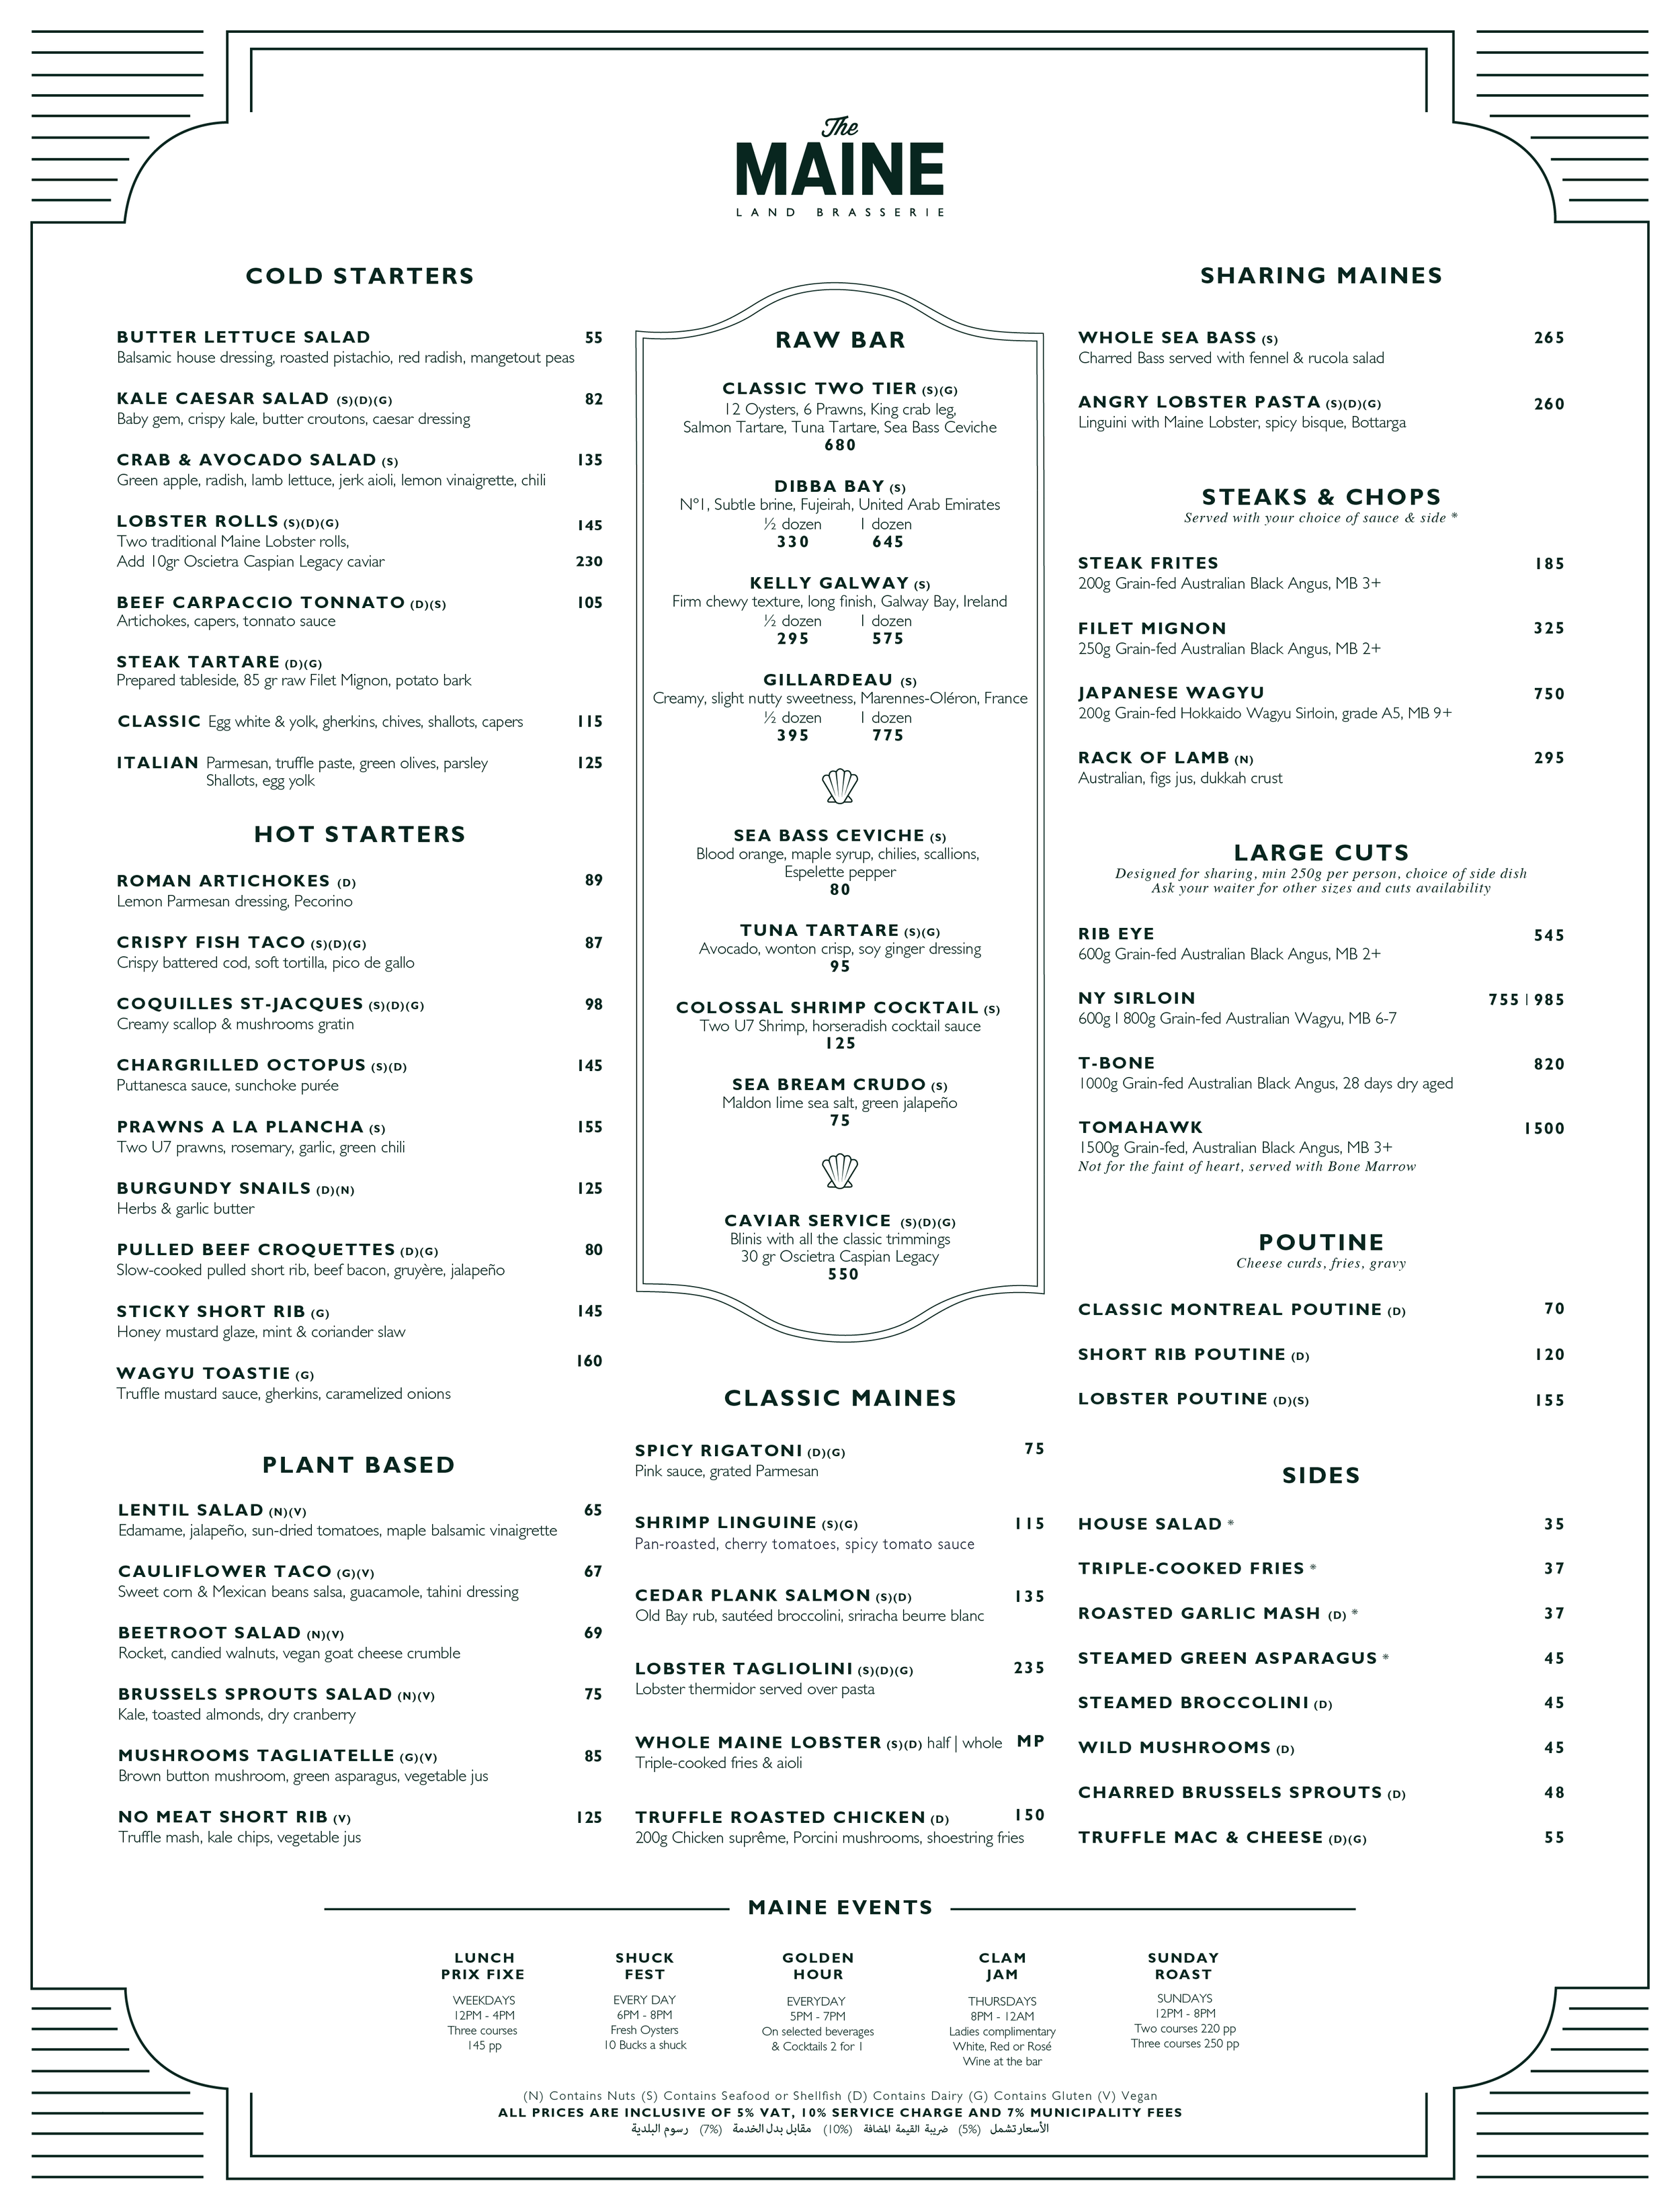 The
MAINE
LAND BRASSERIE
COLD STARTERS
BUTTER LETTUCE SALAD 55
Balsamic house dressing, roasted pistachio, red radish, mangetout peas
KALE CAESAR SALAD (S)(D)(G) 82
Baby gem, crispy kale, butter croutons, caesar dressing
CRAB & AVOCADO SALAD (S) 135
Green apple, radish, lamb lettuce, jerk aioli, lemon vinaigrette, chili
LOBSTER ROLLS (S)(D)(G) 145
Two traditional Maine Lobster rolls,
Add 10gr Oscietra Caspian Legacy caviar 230
BEEF CARPACCIO TONNATO (D)(S) 105
Artichokes, capers, tonnato sauce
STEAK TARTARE (D)(G)
Prepared tableside, 85 gr raw Filet Mignon, potato bark
CLASSIC Egg white & yolk, gherkins, chives, shallots, capers 115
ITALIAN Parmesan, truffle paste, green olives, parsley 125
Shallots, egg yolk
HOT STARTERS
ROMAN ARTICHOKES (D) 89
Lemon Parmesan dressing, Pecorino
CRISPY FISH TACO (S)(D)(G) 87
Crispy battered cod, soft tortilla, pico de gallo
COQUILLES ST-JACQUES (S)(D)(G) 98
Creamy scallop & mushrooms gratin
CHARGRILLED OCTOPUS (S)(D) 145
Puttanesca sauce, sunchoke purée
PRAWNS A LA PLANCHA (S) 155
Two U7 prawns, rosemary, garlic, green chili
BURGUNDY SNAILS (D)(N) 125
Herbs & garlic butter
PULLED BEEF CROQUETTES (D)(G) 80
Slow-cooked pulled short rib, beef bacon, gruyère, jalapeño
STICKY SHORT RIB (G) 145
Honey mustard glaze, mint & coriander slaw
WAGYU TOASTIE (G) 160
Truffle mustard sauce, gherkins, caramelized onions
PLANT BASED
LENTIL SALAD (N)(V) 65
Edamame, jalapeño, sun-dried tomatoes, maple balsamic vinaigrette
CAULIFLOWER TACO (G)(V) 67
Sweet corn & Mexican beans salsa, guacamole, tahini dressing
BEETROOT SALAD (N)(V) 69
Rocket, candied walnuts, vegan goat cheese crumble
BRUSSELS SPROUTS SALAD (N)(V) 75
Kale, toasted almonds, dry cranberry
MUSHROOMS TAGLIATELLE (G)(V) 85
Brown button mushroom, green asparagus, vegetable jus
NO MEAT SHORT RIB (V) 125
Truffle mash, kale chips, vegetable jus
RAW BAR
CLASSIC TWO TIER (S)(G)
12 Oysters, 6 Prawns, King crab leg,
Salmon Tartare, Tuna Tartare, Sea Bass Ceviche
680
DIBBA BAY (S)
Nº1, Subtle brine, Fujeirah, United Arab Emirates
½ dozen 1 dozen
330 645
KELLY GALWAY (S)
Firm chewy texture, long finish, Galway Bay, Ireland
½ dozen 1 dozen
295 575
GILLARDEAU (S)
Creamy, slight nutty sweetness, Marennes-Oléron, France
½ dozen 1 dozen
395 775
SEA BASS CEVICHE (S)
Blood orange, maple syrup, chilies, scallions,
Espelette pepper
80
TUNA TARTARE (S)(G)
Avocado, wonton crisp, soy ginger dressing
95
COLOSSAL SHRIMP COCKTAIL (S)
Two U7 Shrimp, horseradish cocktail sauce
125
SEA BREAM CRUDO (S)
Maldon lime sea salt, green jalapeño
75
CAVIAR SERVICE (S)(D)(G)
Blinis with all the classic trimmings
30 gr Oscietra Caspian Legacy
550
CLASSIC MAINES
SPICY RIGATONI (D)(G) 75
Pink sauce, grated Parmesan
SHRIMP LINGUINE (S)(G) 115
Pan-roasted, cherry tomatoes, spicy tomato sauce
CEDAR PLANK SALMON (S)(D) 135
Old Bay rub, sautéed broccolini, sriracha beurre blanc
LOBSTER TAGLIOLINI (S)(D)(G) 235
Lobster thermidor served over pasta
WHOLE MAINE LOBSTER (S)(D) half | whole MP
Triple-cooked fries & aioli
TRUFFLE ROASTED CHICKEN (D) 150
200g Chicken suprême, Porcini mushrooms, shoestring fries
SHARING MAINES
WHOLE SEA BASS (S) 265
Charred Bass served with fennel & rucola salad
ANGRY LOBSTER PASTA (S)(D)(G) 260
Linguini with Maine Lobster, spicy bisque, Bottarga
STEAKS & CHOPS
Served with your choice of sauce & side *
STEAK FRITES 185
200g Grain-fed Australian Black Angus, MB 3+
FILET MIGNON 325
250g Grain-fed Australian Black Angus, MB 2+
JAPANESE WAGYU 750
200g Grain-fed Hokkaido Wagyu Sirloin, grade A5, MB 9+
RACK OF LAMB (N) 295
Australian, figs jus, dukkah crust
LARGE CUTS
Designed for sharing, min 250g per person, choice of side dish
Ask your waiter for other sizes and cuts availability
RIB EYE 545
600g Grain-fed Australian Black Angus, MB 2+
NY SIRLOIN 755 | 985
600g l 800g Grain-fed Australian Wagyu, MB 6-7
T-BONE 820
1000g Grain-fed Australian Black Angus, 28 days dry aged
TOMAHAWK 1500
1500g Grain-fed, Australian Black Angus, MB 3+
Not for the faint of heart, served with Bone Marrow
POUTINE
Cheese curds, fries, gravy
CLASSIC MONTREAL POUTINE (D) 70
SHORT RIB POUTINE (D) 120
LOBSTER POUTINE (D)(S) 155
SIDES
HOUSE SALAD * 35
TRIPLE-COOKED FRIES * 37
ROASTED GARLIC MASH (D) * 37
STEAMED GREEN ASPARAGUS * 45
STEAMED BROCCOLINI (D) 45
WILD MUSHROOMS (D) 45
CHARRED BRUSSELS SPROUTS (D) 48
TRUFFLE MAC & CHEESE (D)(G) 55
MAINE EVENTS
LUNCH
PRIX FIXE
WEEKDAYS
12PM - 4PM
Three courses
145 pp
SHUCK
FEST
EVERY DAY
6PM - 8PM
Fresh Oysters
10 Bucks a shuck
GOLDEN
HOUR
EVERYDAY
5PM - 7PM
On selected beverages
& Cocktails 2 for 1
CLAM
JAM
THURSDAYS
8PM - 12AM
Ladies complimentary
White, Red or Rosé
Wine at the bar
SUNDAY
ROAST
SUNDAYS
12PM - 8PM
Two courses 220 pp
Three courses 250 pp
(N) Contains Nuts (S) Contains Seafood or Shellfish (D) Contains Dairy (G) Contains Gluten (V) Vegan
ALL PRICES ARE INCLUSIVE OF 5% VAT, 10% SERVICE CHARGE AND 7% MUNICIPALITY FEES
الأسعار تشمل (5%) ضريبة القيمة المضافة (10%) مقابل بدل الخدمة (7%) رسوم البلدية